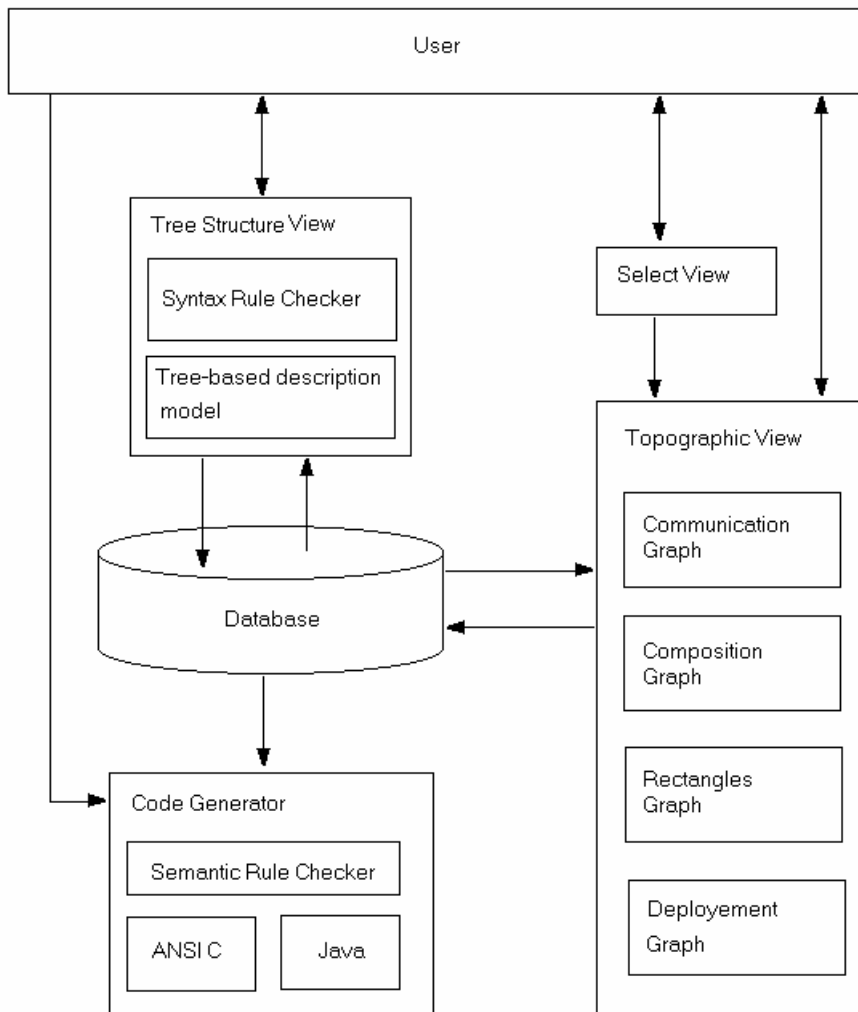 User
Tree Structure View
Syntax Rule Checker
Tree-based description
model
Select View
Topographic View
Communication
Graph
Composition
Graph
Rectangles
Graph
Deployement
Graph
Database
Code Generator
Semantic Rule Checker
ANSI C
Java